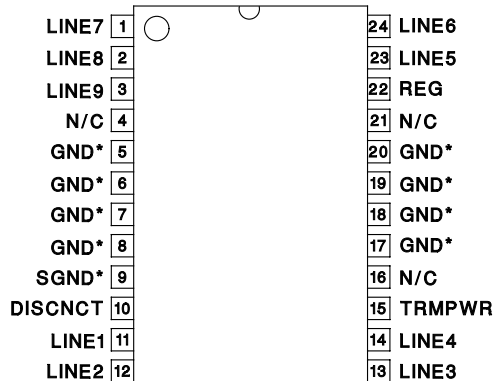 LINE7 1 24 LINE6
LINE8 2 23 LINE5
LINE9 3 22 REG
N/C 4 21 N/C
GND* 5 20 GND*
GND* 6 19 GND*
GND* 7 18 GND*
GND* 8 17 GND*
SGND* 9 16 N/C
DISCNCT 10 15 TRMPWR
LINE1 11 14 LINE4
LINE2 12 13 LINE3